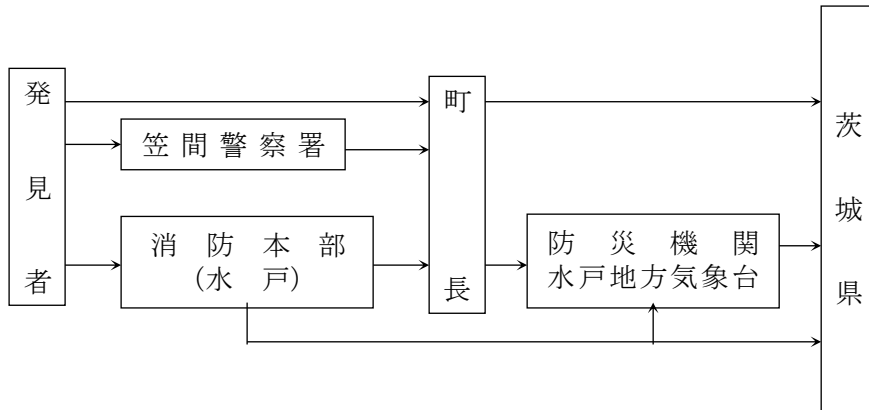 発見者
笠間警察署
消防本部
(水戸)
町長
防災機関
水戸地方気象台
茨城県